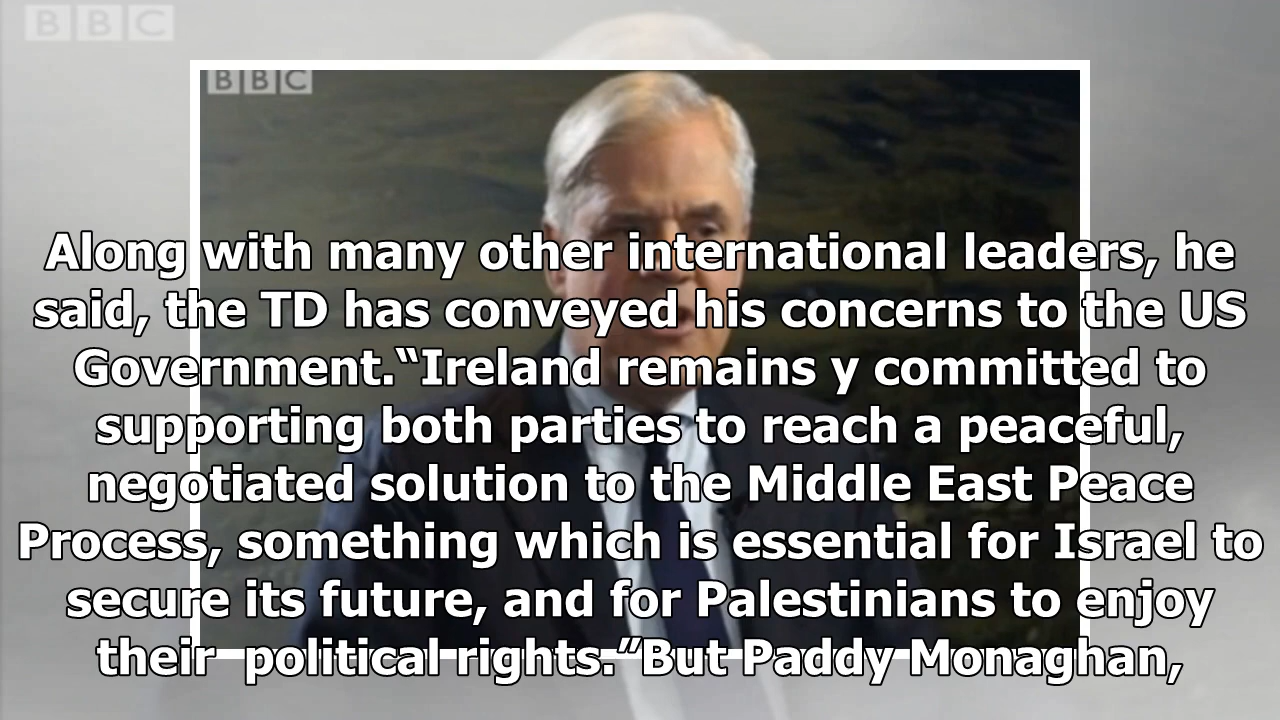 BBC
BBC
Along with many other international leaders, he
said, the TD has conveyed his concerns to the US
Government.“Ireland remains y committed to
supporting both parties to reach a peaceful,
negotiated solution to the Middle East Peace
Process, something which is essential for Israel to
secure its future, and for Palestinians to enjoy
their  political rights.”But Paddy Monaghan,